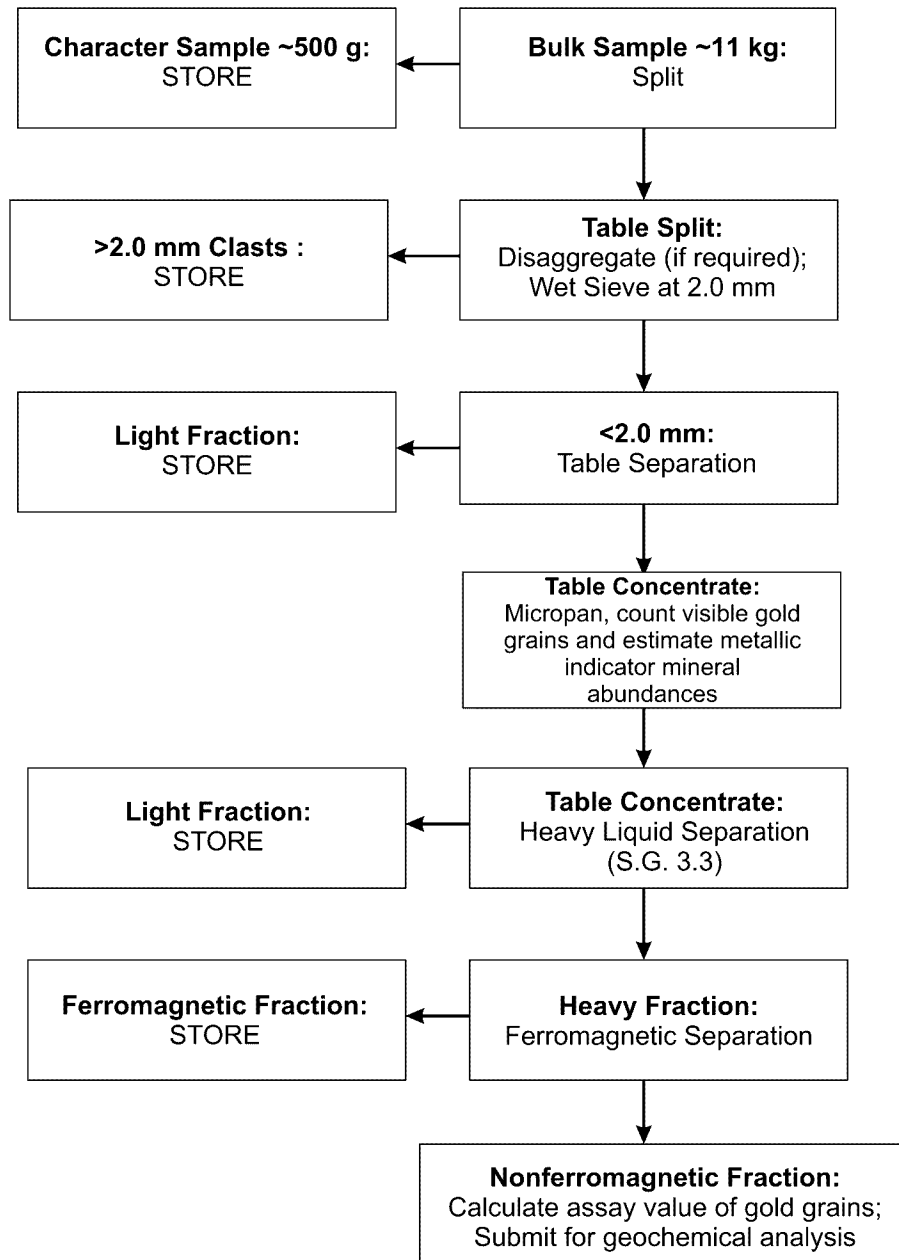 Character Sample ~500 g:
STORE
Bulk Sample ~11 kg:
Split
>2.0 mm Clasts :
STORE
Table Split:
Disaggregate (if required);
Wet Sieve at 2.0 mm
Light Fraction:
STORE
<2.0 mm:
Table Separation
Table Concentrate:
Micropan, count visible gold
grains and estimate metallic
indicator mineral
abundances
Light Fraction:
STORE
Table Concentrate:
Heavy Liquid Separation
(S.G. 3.3)
Ferromagnetic Fraction:
STORE
Heavy Fraction:
Ferromagnetic Separation
Nonferromagnetic Fraction:
Calculate assay value of gold grains;
Submit for geochemical analysis